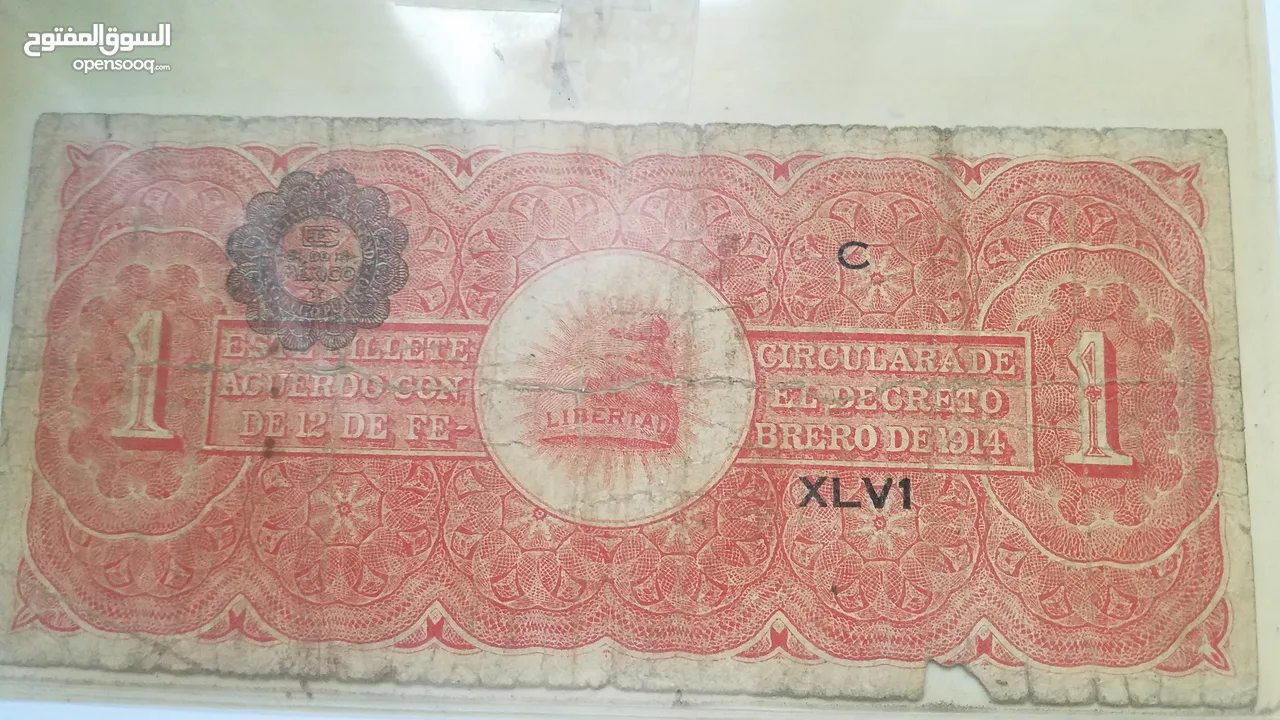 السوق المفتوح
opensooq.com
C
1
ESTE BILLETE
ACUERDO CON
DE 12 DE FE-
LIBERTAD
CIRCULARÁ DE
EL DECRETO
BRERO DE 1914
1
XLV1